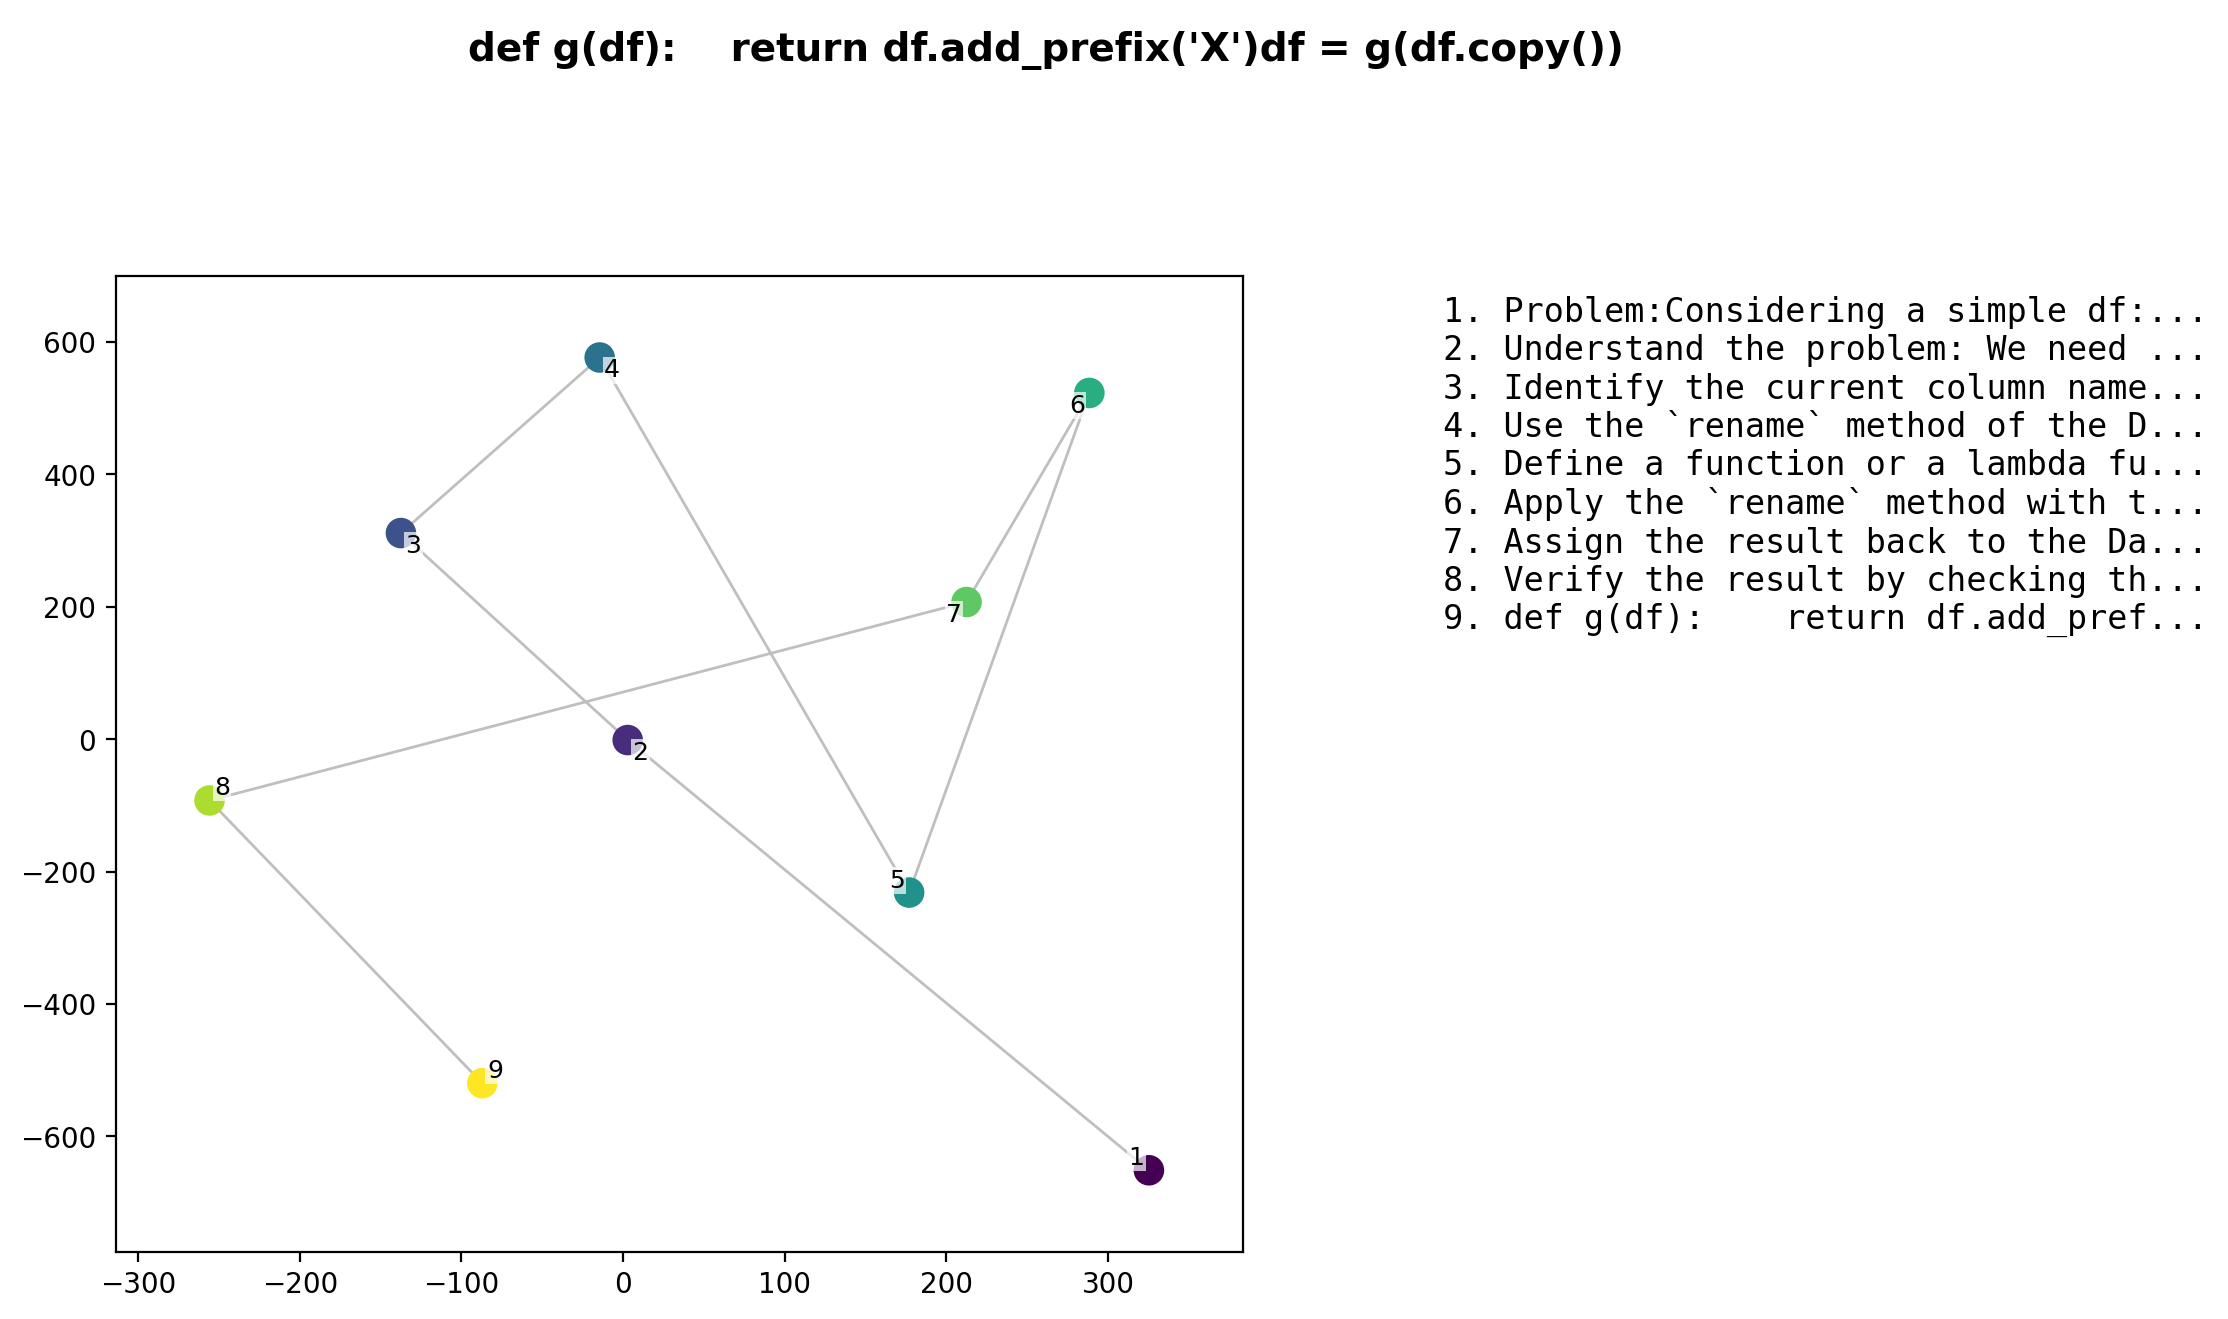 def g(df):    return df.add_prefix('X')df = g(df.copy())
600
400
200
0
−200
−400
−600
−300
−200
−100
0
100
200
300
4
6
3
7
2
8
5
9
1
1. Problem:Considering a simple df:...
2. Understand the problem: We need ...
3. Identify the current column name...
4. Use the `rename` method of the D...
5. Define a function or a lambda fu...
6. Apply the `rename` method with t...
7. Assign the result back to the Da...
8. Verify the result by checking th...
9. def g(df):    return df.add_pref...